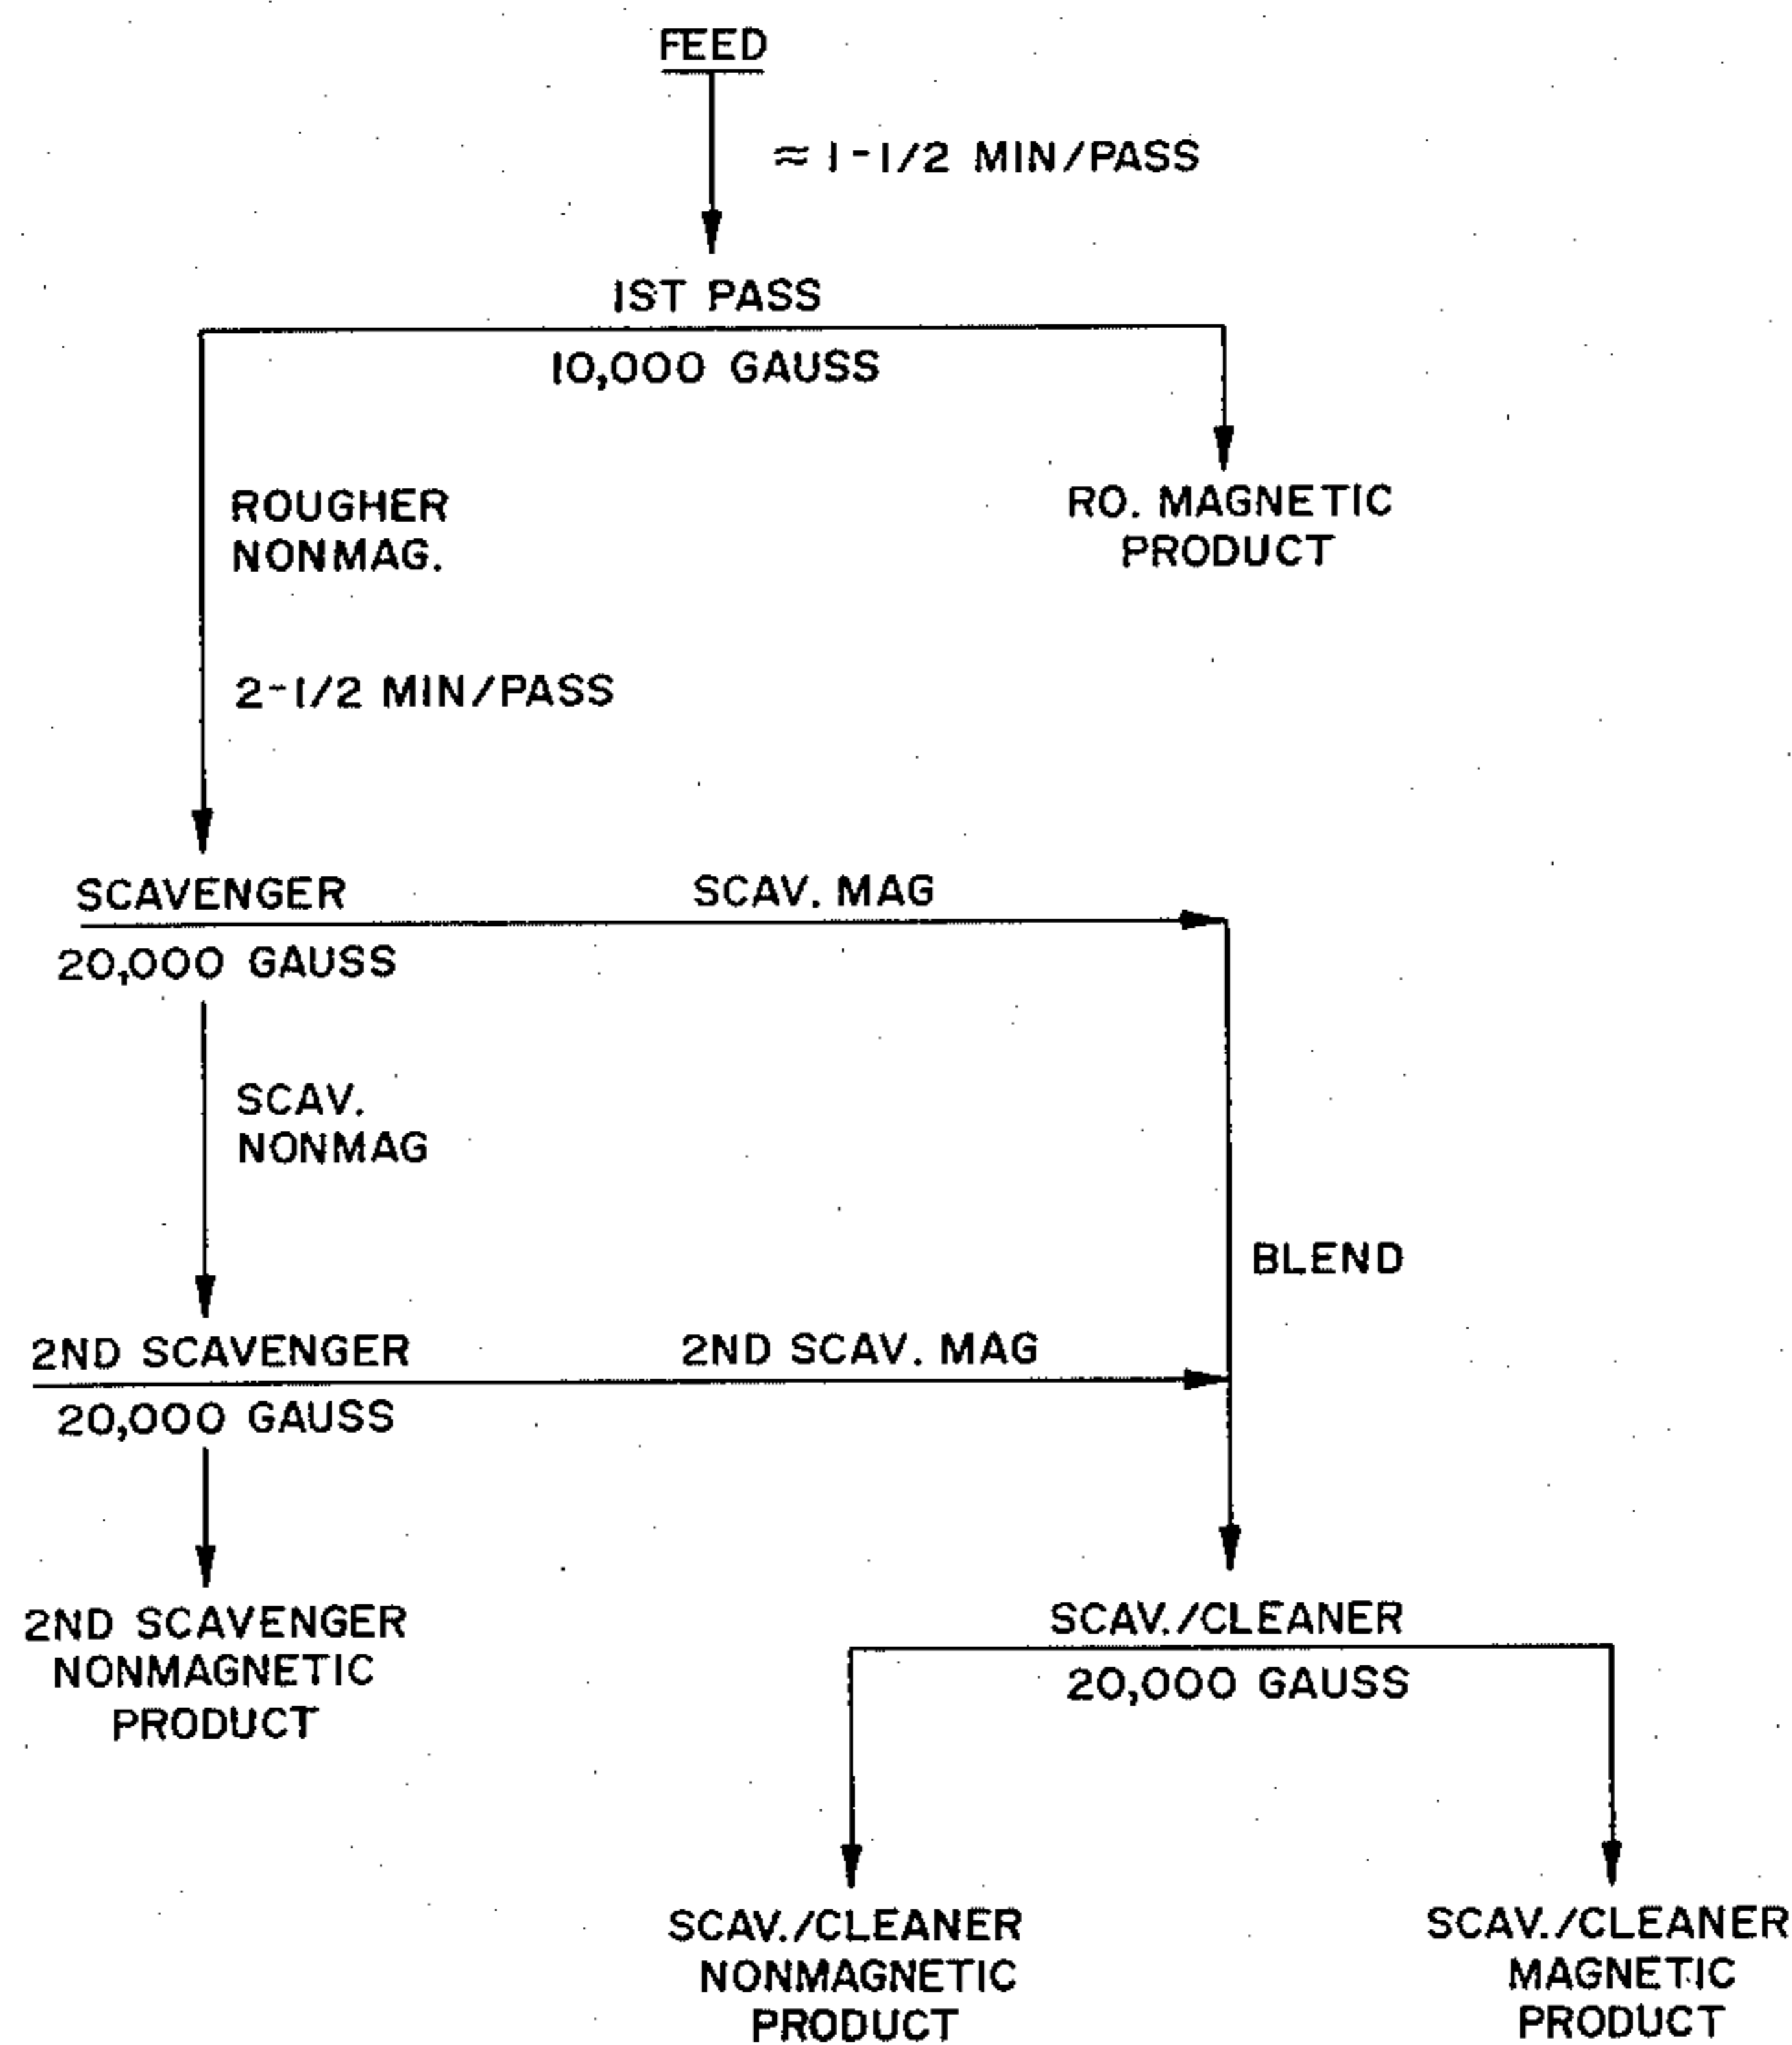 FEED
≈ 1-1/2 MIN/PASS
1ST PASS
10,000 GAUSS
ROUGHER
NONMAG.
RO. MAGNETIC
PRODUCT
2-1/2 MIN/PASS
SCAVENGER
SCAV. MAG
20,000 GAUSS
SCAV.
NONMAG
BLEND
2ND SCAVENGER
2ND SCAV. MAG
20,000 GAUSS
2ND SCAVENGER
NONMAGNETIC
PRODUCT
SCAV./CLEANER
20,000 GAUSS
SCAV./CLEANER
NONMAGNETIC
PRODUCT
SCAV./CLEANER
MAGNETIC
PRODUCT